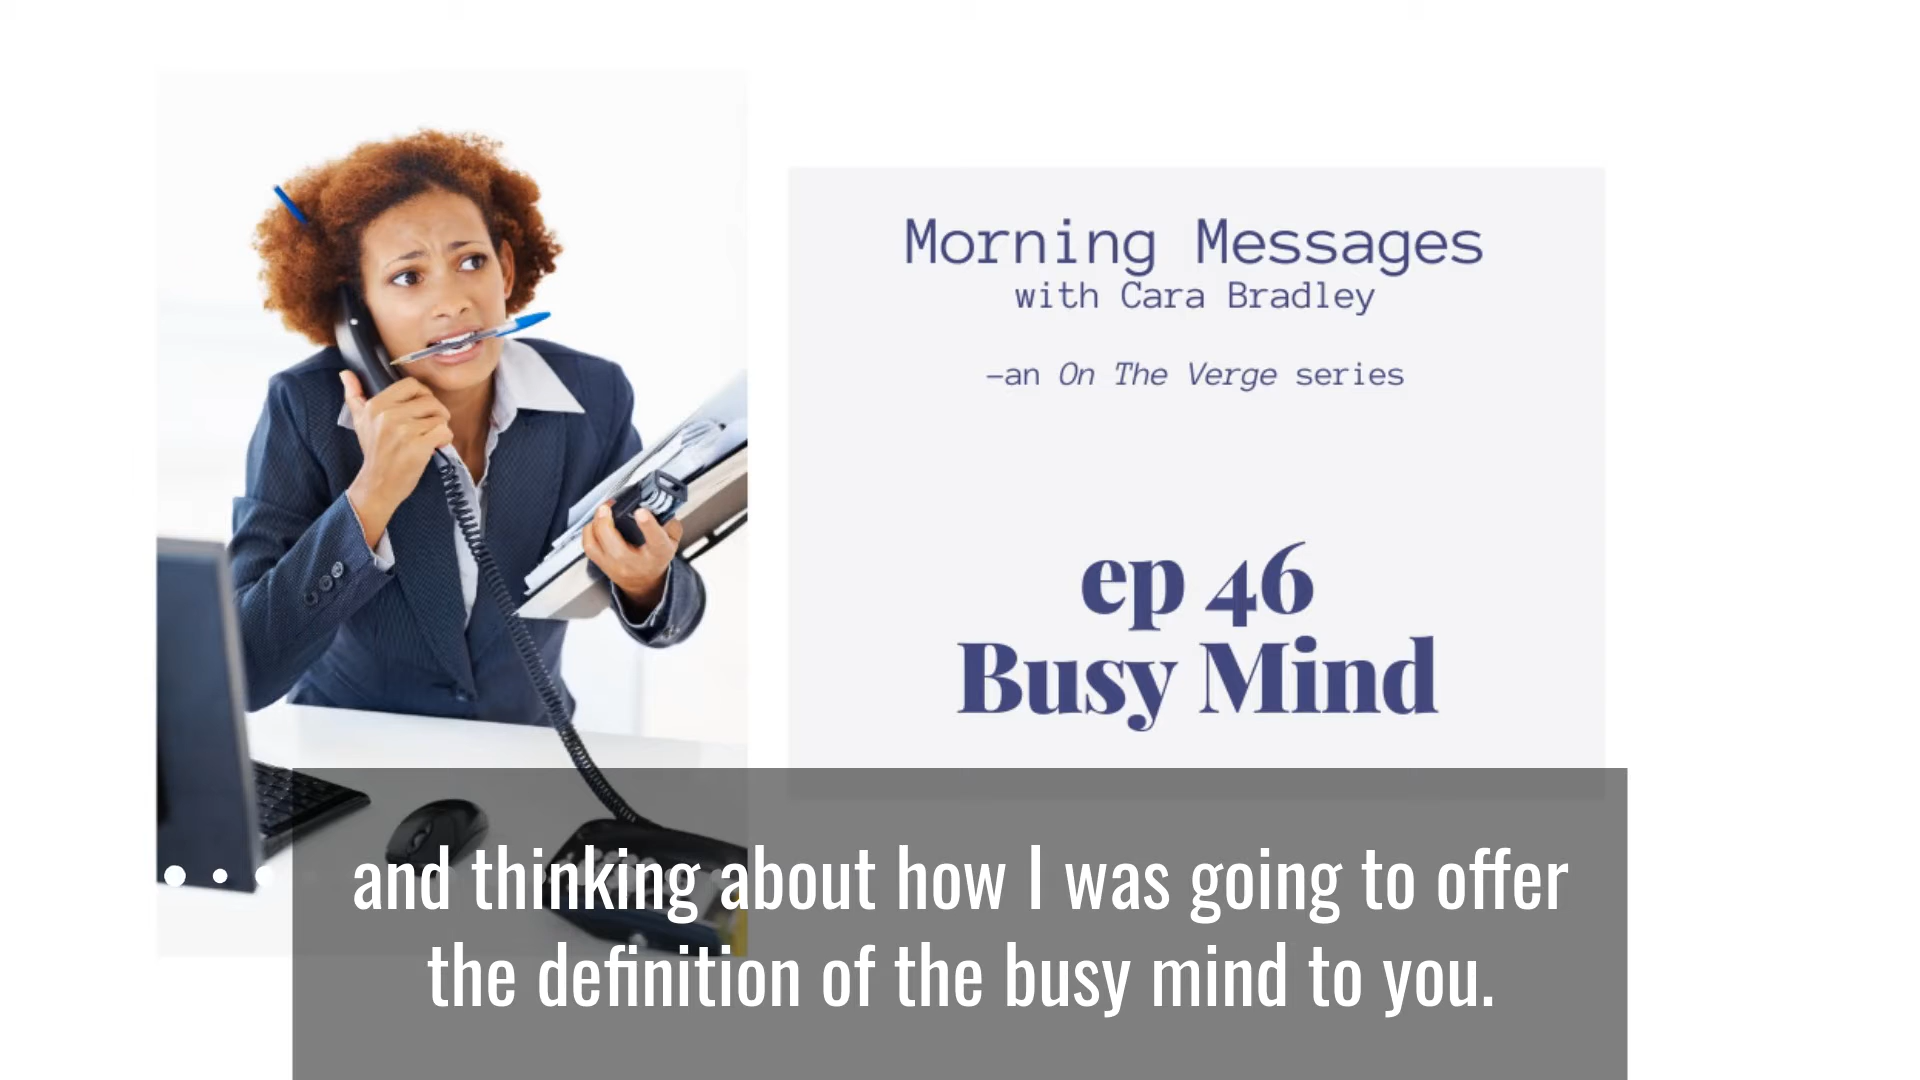 Morning Messages
with Cara Bradley
–an On The Verge series
ep 46
Busy Mind
and thinking about how I was going to offer
the definition of the busy mind to you.